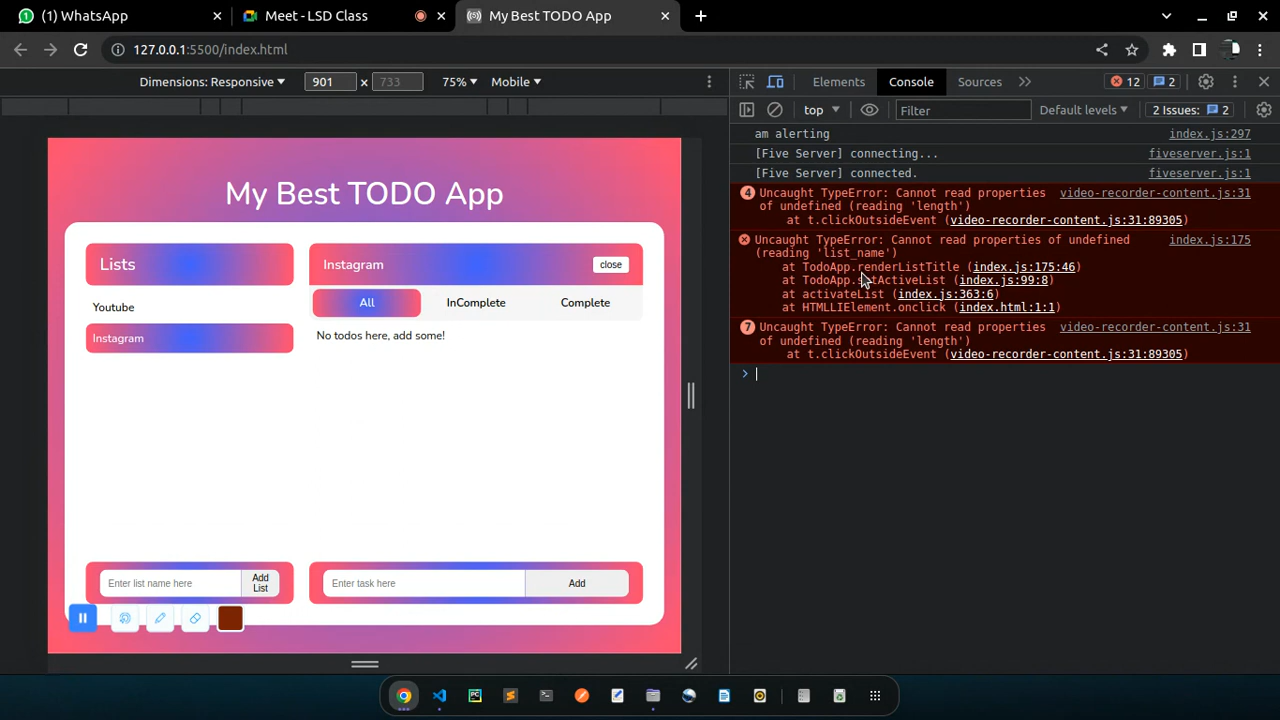 (1) WhatsApp
Meet - LSD Class
My Best TODO App
127.0.0.1:5500/index.html
Dimensions: Responsive 901 x 733 75% Mobile
Elements Console Sources 12 2
top Filter Default levels 2 Issues: 2
My Best TODO App
Lists
Youtube
Instagram
Instagram close
All InComplete Complete
No todos here, add some!
Enter list name here
Add
List
Enter task here Add
am alerting index.js:297
[Five Server] connecting... fiveserver.js:1
[Five Server] connected. fiveserver.js:1
4 Uncaught TypeError: Cannot read properties video-recorder-content.js:31
of undefined (reading 'length')
at t.clickOutsideEvent (video-recorder-content.js:31:89305)
Uncaught TypeError: Cannot read properties of undefined index.js:175
(reading 'list_name')
at TodoApp.renderListTitle (index.js:175:46)
at TodoApp.setActiveList (index.js:99:8)
at activateList (index.js:363:6)
at HTMLLIElement.onclick (index.html:1:1)
7 Uncaught TypeError: Cannot read properties video-recorder-content.js:31
of undefined (reading 'length')
at t.clickOutsideEvent (video-recorder-content.js:31:89305)